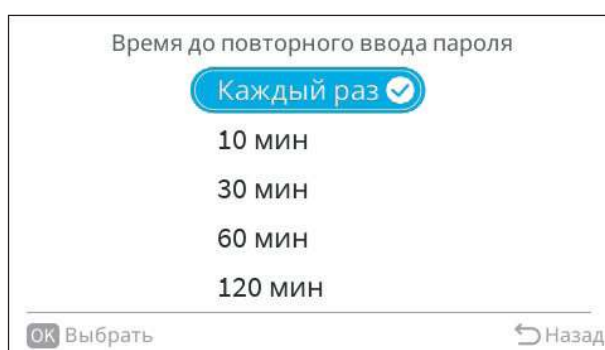 Время до повторного ввода пароля
Каждый раз
10 мин
30 мин
60 мин
120 мин
OK Выбрать
Назад